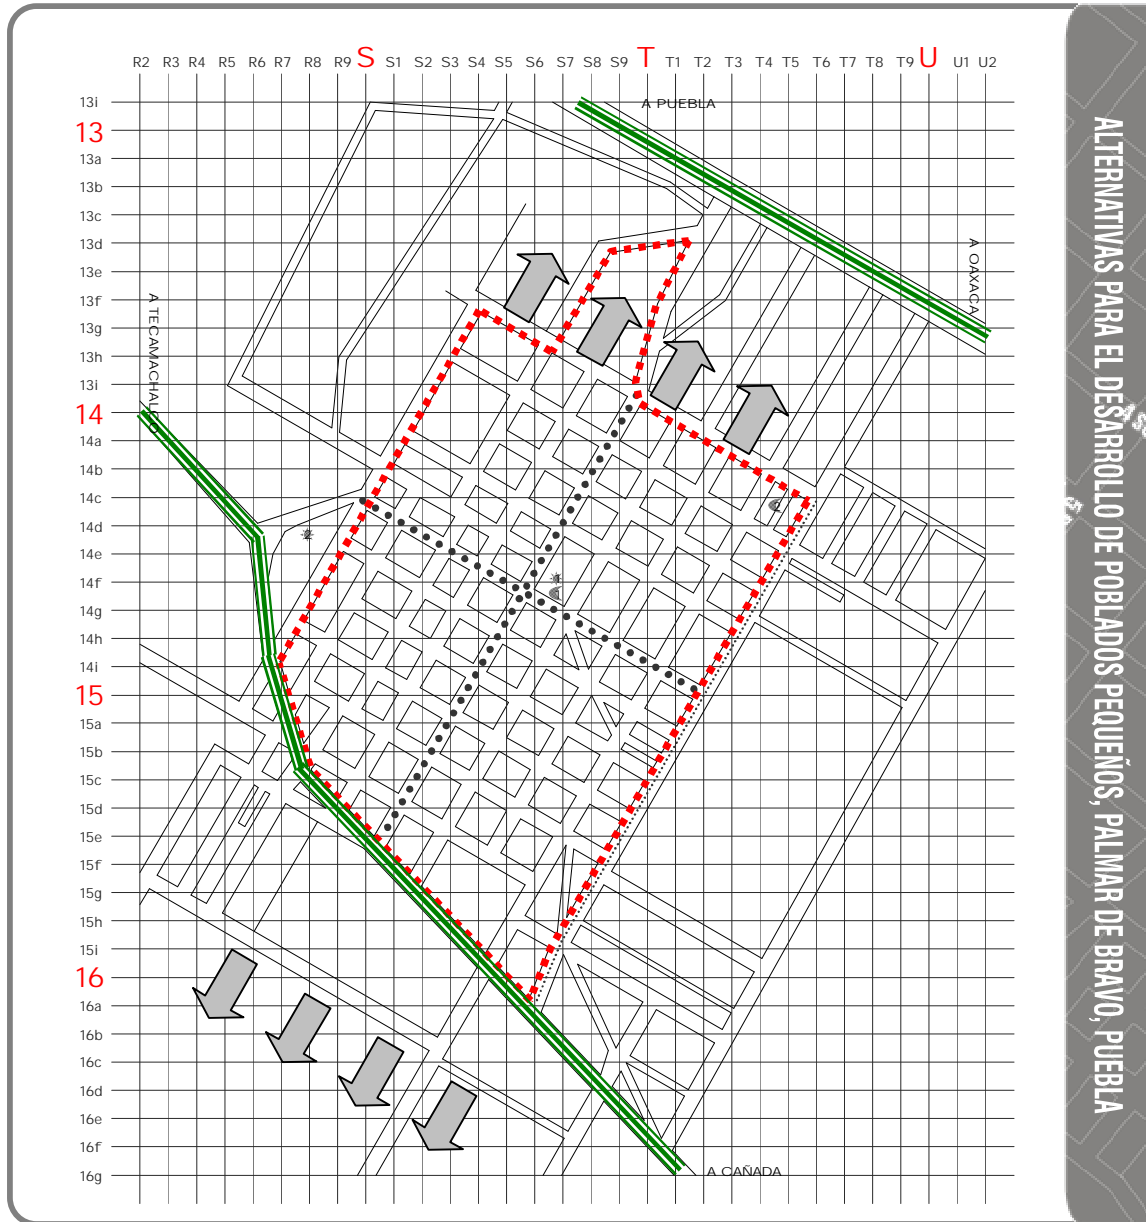 R2 R3 R4 R5 R6 R7 R8 R9 S S1 S2 S3 S4 S5 S6 S7 S8 S9 T T1 T2 T3 T4 T5 T6 T7 T8 T9 U U1 U2
13i
13
13a
13b
13c
13d
13e
13f
13g
13h
13i
14
14a
14b
14c
14d
14e
14f
14g
14h
14i
15
15a
15b
15c
15d
15e
15f
15g
15h
15i
16
16a
16b
16c
16d
16e
16f
16g
A PUEBLA
A OAXACA
A TECAMACHALCO
A CAÑADA
ALTERNATIVAS PARA EL DESARROLLO DE POBLADOS PEQUEÑOS, PALMAR DE BRAVO, PUEBLA